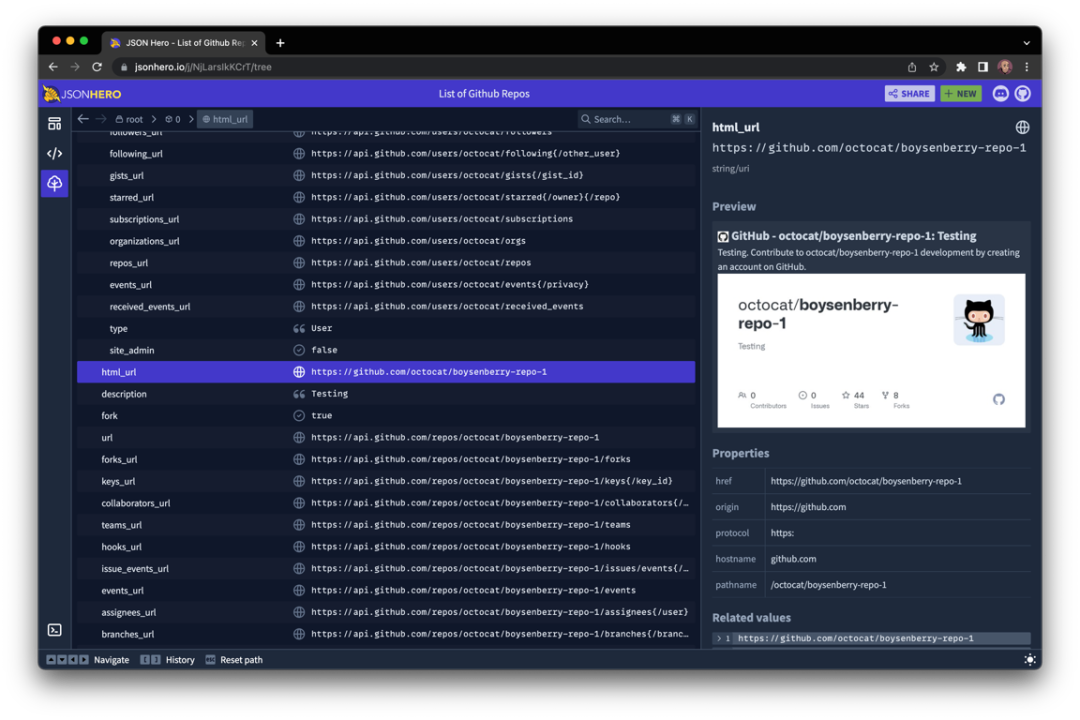 JSON Hero - List of Github Rep
jsonhero.io/j/NjLarsIkKCrT/tree
JSONHERO
List of Github Repos
SHARE
+ NEW
root > 0 > html_url
Search... ⌘ K
followers_url https://api.github.com/users/octocat/followers
following_url https://api.github.com/users/octocat/following{/other_user}
gists_url https://api.github.com/users/octocat/gists{/gist_id}
starred_url https://api.github.com/users/octocat/starred{/owner}{/repo}
subscriptions_url https://api.github.com/users/octocat/subscriptions
organizations_url https://api.github.com/users/octocat/orgs
repos_url https://api.github.com/users/octocat/repos
events_url https://api.github.com/users/octocat/events{/privacy}
received_events_url https://api.github.com/users/octocat/received_events
type User
site_admin false
html_url https://github.com/octocat/boysenberry-repo-1
description Testing
fork true
url https://api.github.com/repos/octocat/boysenberry-repo-1
forks_url https://api.github.com/repos/octocat/boysenberry-repo-1/forks
keys_url https://api.github.com/repos/octocat/boysenberry-repo-1/keys{/key_id}
collaborators_url https://api.github.com/repos/octocat/boysenberry-repo-1/collaborators{/…
teams_url https://api.github.com/repos/octocat/boysenberry-repo-1/teams
hooks_url https://api.github.com/repos/octocat/boysenberry-repo-1/hooks
issue_events_url https://api.github.com/repos/octocat/boysenberry-repo-1/issues/events{/…
events_url https://api.github.com/repos/octocat/boysenberry-repo-1/events
assignees_url https://api.github.com/repos/octocat/boysenberry-repo-1/assignees{/user}
branches_url https://api.github.com/repos/octocat/boysenberry-repo-1/branches{/branc…
html_url
https://github.com/octocat/boysenberry-repo-1
string/uri
Preview
GitHub - octocat/boysenberry-repo-1: Testing
Testing. Contribute to octocat/boysenberry-repo-1 development by creating
an account on GitHub.
octocat/boysenberry-
repo-1
Testing
0 0 44 8
Contributors Issues Stars Forks
Properties
href https://github.com/octocat/boysenberry-repo-1
origin https://github.com
protocol https:
hostname github.com
pathname /octocat/boysenberry-repo-1
Related values
> 1 https://github.com/octocat/boysenberry-repo-1
Navigate [ ] History Reset path